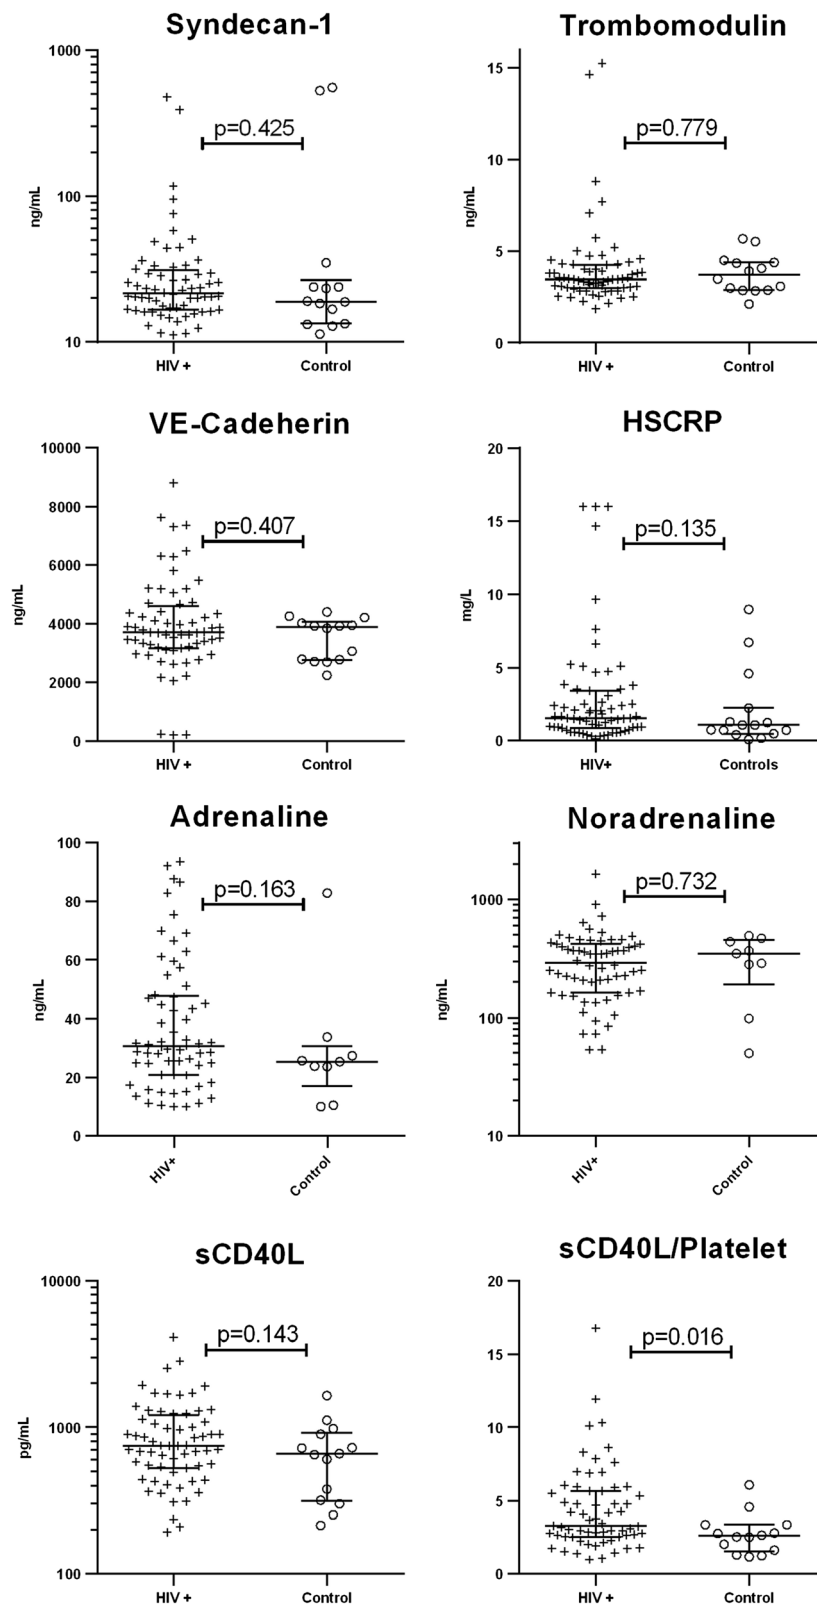 Syndecan-1
1000
100
10
ng/mL
p=0.425
HIV +
Control
Trombomodulin
15
10
5
0
ng/mL
p=0.779
HIV +
Control
VE-Cadeherin
10000
8000
6000
4000
2000
0
ng/mL
p=0.407
HIV +
Control
HSCRP
20
15
10
5
0
mg/L
p=0.135
HIV+
Controls
Adrenaline
100
80
60
40
20
0
ng/mL
p=0.163
HIV+
Control
Noradrenaline
1000
100
10
ng/mL
p=0.732
HIV+
Control
sCD40L
10000
1000
100
pg/mL
p=0.143
HIV +
Control
sCD40L/Platelet
20
15
10
5
0
p=0.016
HIV +
Control